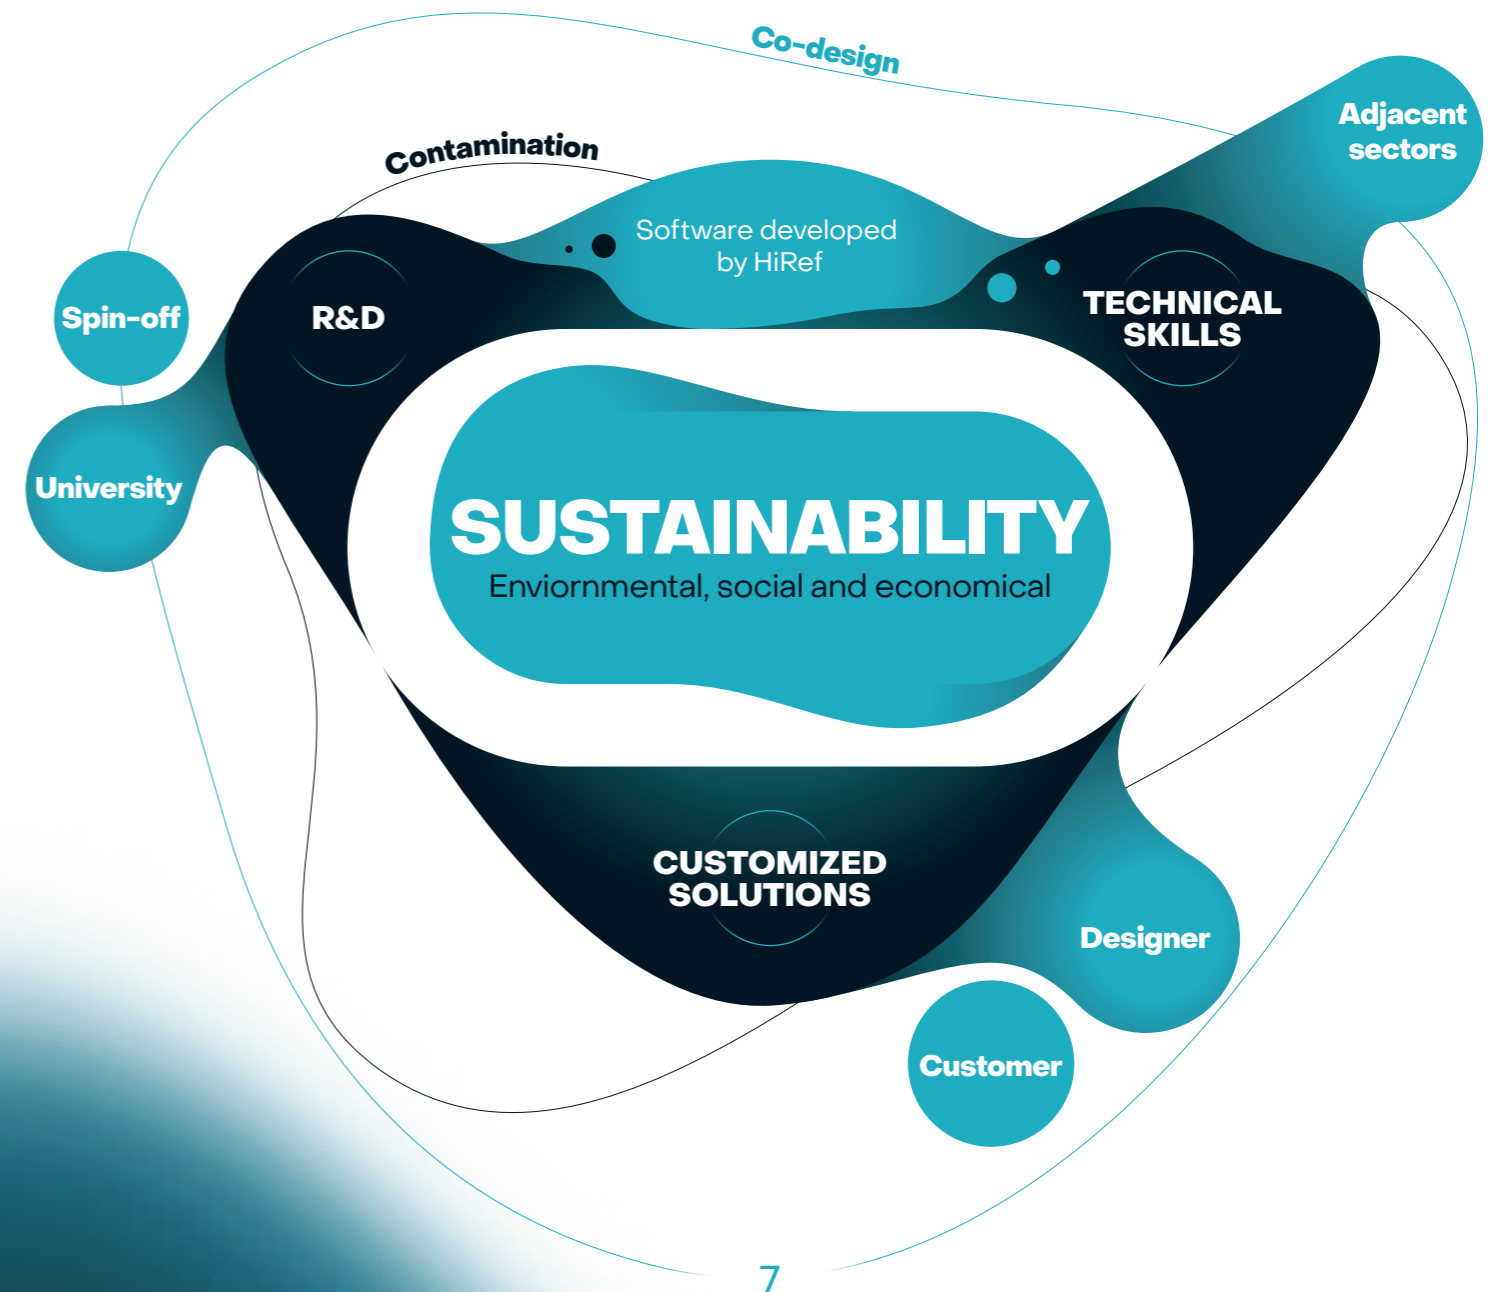 Co-design
Contamination
Adjacent
sectors
Software developed
by HiRef
Spin-off
R&D
TECHNICAL
SKILLS
University
SUSTAINABILITY
Enviornmental, social and economical
CUSTOMIZED
SOLUTIONS
Designer
Customer
7